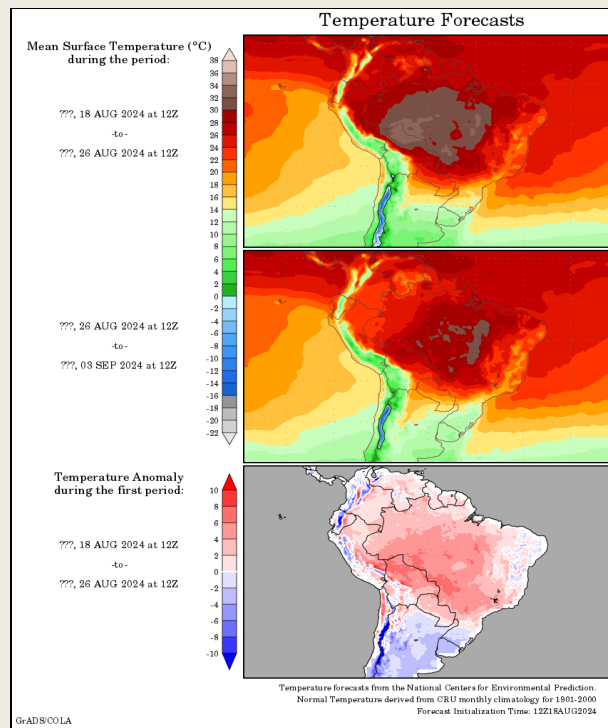 Temperature Forecasts
Mean Surface Temperature (°C)
during the period:
???, 18 AUG 2024 at 12Z
-to-
???, 26 AUG 2024 at 12Z
38
36
34
32
30
28
26
24
22
20
18
16
14
12
10
8
6
4
2
0
-2
-4
-6
-8
-10
-12
-14
-16
-18
-20
-22
???, 26 AUG 2024 at 12Z
-to-
???, 03 SEP 2024 at 12Z
Temperature Anomaly
during the first period:
???, 18 AUG 2024 at 12Z
-to-
???, 26 AUG 2024 at 12Z
10
8
6
4
2
0
-2
-4
-6
-8
-10
Temperature forecasts from the National Centers for Environmental Prediction.
Normal Temperature derived from CRU monthly climatology for 1901-2000
Forecast Initialization Time: 12Z18AUG2024
GrADS/COLA